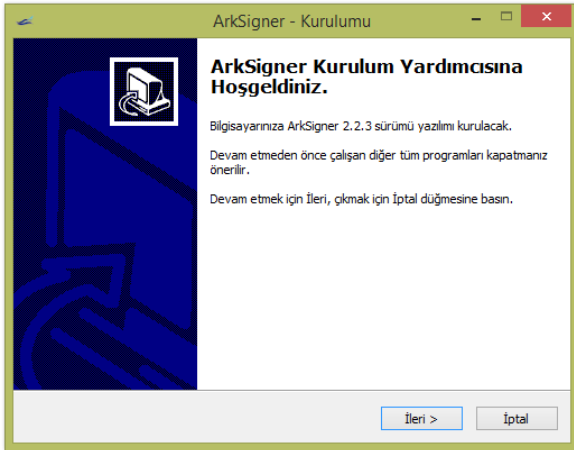 ArkSigner - Kurulumu
ArkSigner Kurulum Yardımcısına
Hoşgeldiniz.
Bilgisayarınıza ArkSigner 2.2.3 sürümü yazılımı kurulacak.
Devam etmeden önce çalışan diğer tüm programları kapatmanız
önerilir.
Devam etmek için İleri, çıkmak için İptal düğmesine basın.
İleri >
İptal